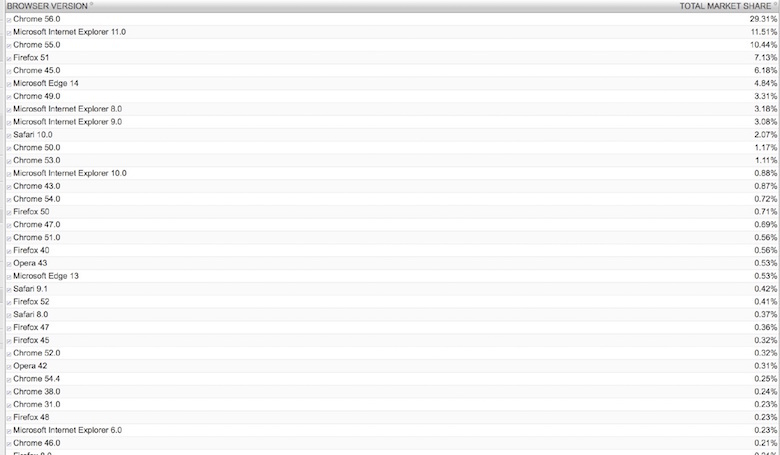 BROWSER VERSION TOTAL MARKET SHARE
Chrome 56.0 29.31%
Microsoft Internet Explorer 11.0 11.51%
Chrome 55.0 10.44%
Firefox 51 7.13%
Chrome 45.0 6.18%
Microsoft Edge 14 4.84%
Chrome 49.0 3.31%
Microsoft Internet Explorer 8.0 3.18%
Microsoft Internet Explorer 9.0 3.08%
Safari 10.0 2.07%
Chrome 50.0 1.17%
Chrome 53.0 1.11%
Microsoft Internet Explorer 10.0 0.88%
Chrome 43.0 0.87%
Chrome 54.0 0.72%
Firefox 50 0.71%
Chrome 47.0 0.69%
Chrome 51.0 0.56%
Firefox 40 0.56%
Opera 43 0.53%
Microsoft Edge 13 0.53%
Safari 9.1 0.42%
Firefox 52 0.41%
Safari 8.0 0.37%
Firefox 47 0.36%
Firefox 45 0.32%
Chrome 52.0 0.32%
Opera 42 0.31%
Chrome 54.4 0.25%
Chrome 38.0 0.24%
Chrome 31.0 0.23%
Firefox 48 0.23%
Microsoft Internet Explorer 6.0 0.23%
Chrome 46.0 0.21%